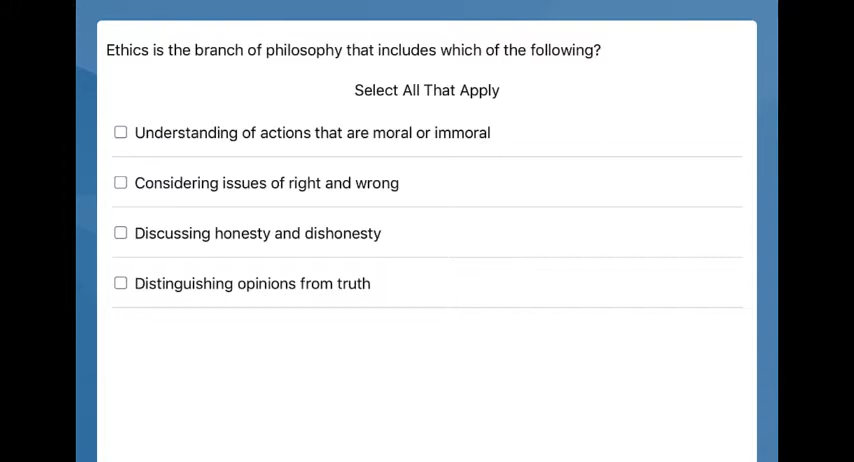 Ethics is the branch of philosophy that includes which of the following?
Select All That Apply
Understanding of actions that are moral or immoral
Considering issues of right and wrong
Discussing honesty and dishonesty
Distinguishing opinions from truth